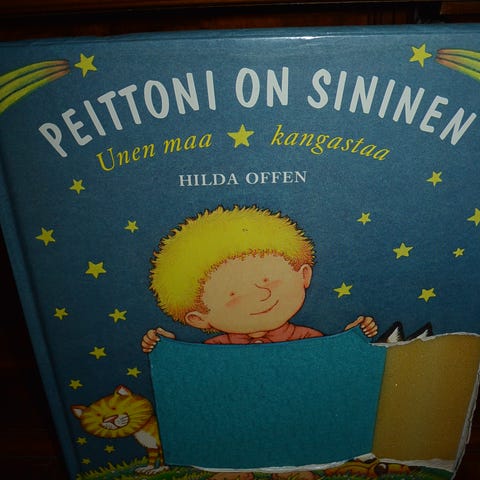 PEITTONI ON SININEN
Unen maa kangastaa
HILDA OFFEN